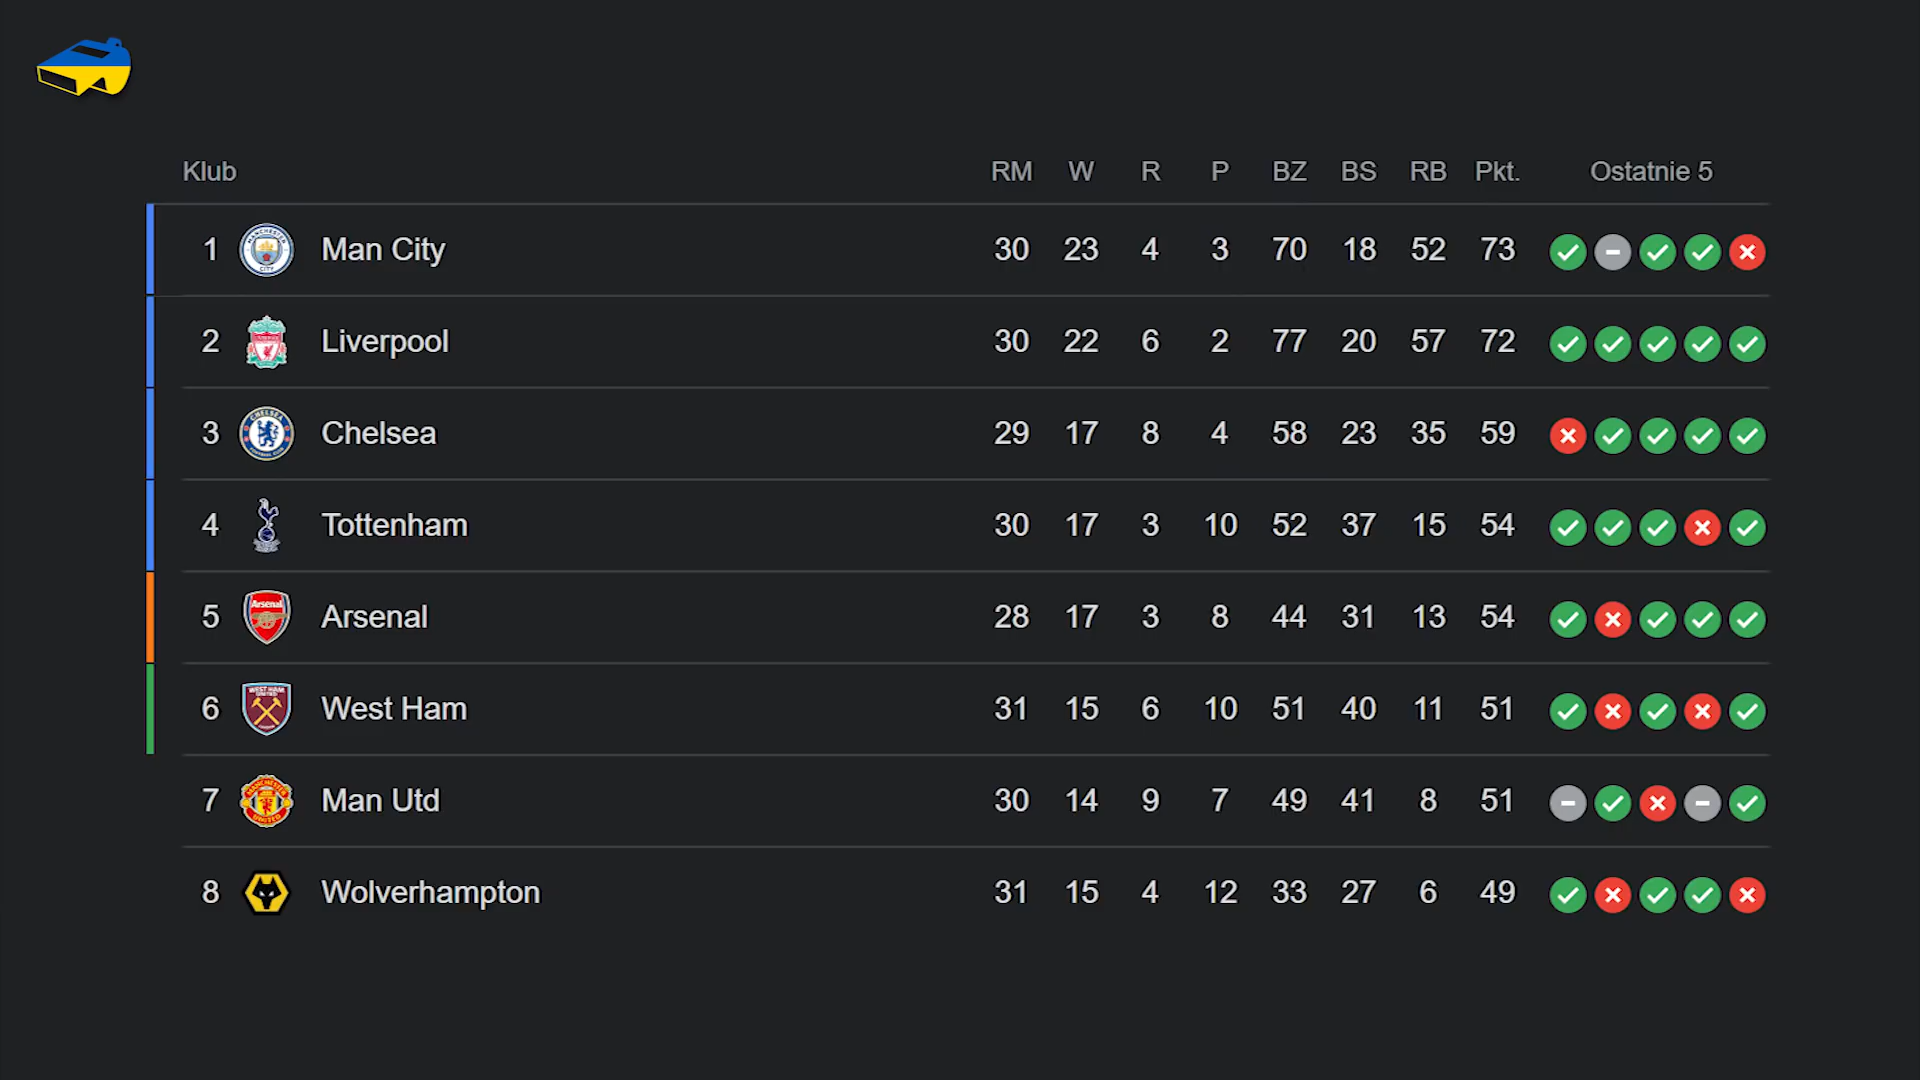 Klub RM W R P BZ BS RB Pkt. Ostatnie 5
1 Man City 30 23 4 3 70 18 52 73
2 Liverpool 30 22 6 2 77 20 57 72
3 Chelsea 29 17 8 4 58 23 35 59
4 Tottenham 30 17 3 10 52 37 15 54
5 Arsenal 28 17 3 8 44 31 13 54
6 West Ham 31 15 6 10 51 40 11 51
7 Man Utd 30 14 9 7 49 41 8 51
8 Wolverhampton 31 15 4 12 33 27 6 49